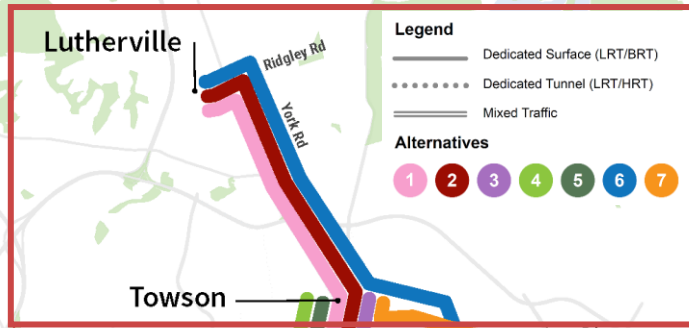 Lutherville
Ridgley Rd
York Rd
Towson
Legend
Dedicated Surface (LRT/BRT)
Dedicated Tunnel (LRT/HRT)
Mixed Traffic
Alternatives
1 2 3 4 5 6 7